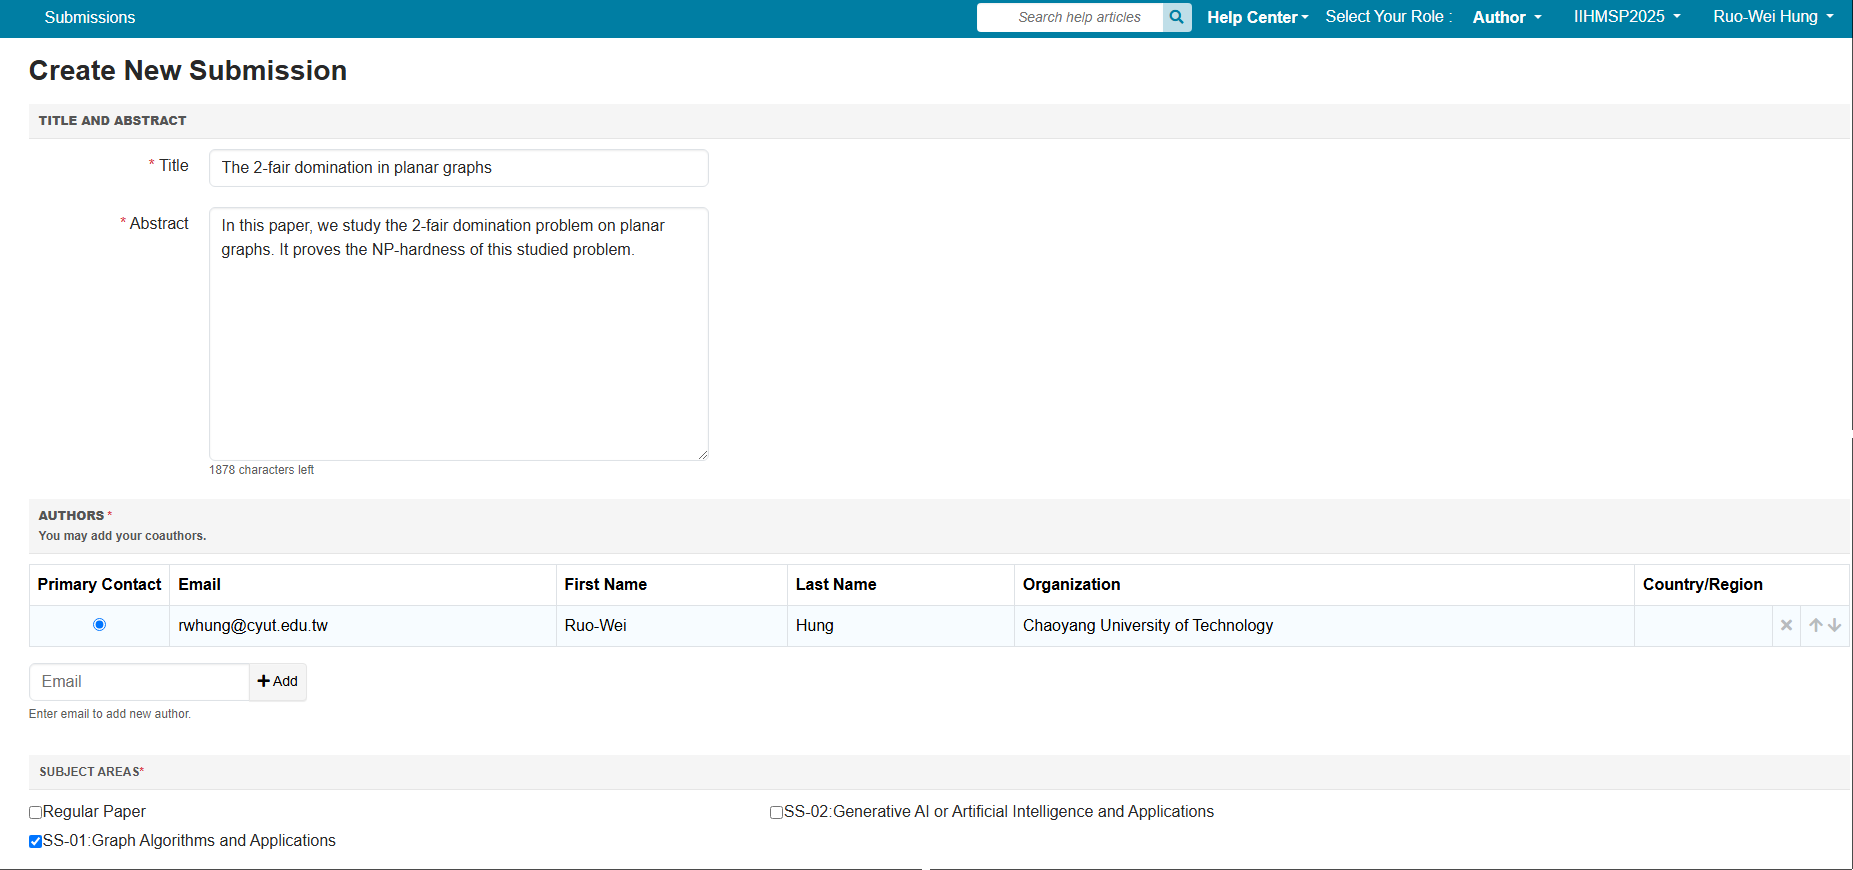 Submissions
Search help articles
Help Center
Select Your Role :
Author
IIHMSP2025
Ruo-Wei Hung
Create New Submission
TITLE AND ABSTRACT
* Title
The 2-fair domination in planar graphs
* Abstract
In this paper, we study the 2-fair domination problem on planar
graphs. It proves the NP-hardness of this studied problem.
1878 characters left
AUTHORS *
You may add your coauthors.
Primary Contact Email First Name Last Name Organization Country/Region
rwhung@cyut.edu.tw Ruo-Wei Hung Chaoyang University of Technology
Email
+ Add
Enter email to add new author.
SUBJECT AREAS*
Regular Paper
SS-02:Generative AI or Artificial Intelligence and Applications
SS-01:Graph Algorithms and Applications